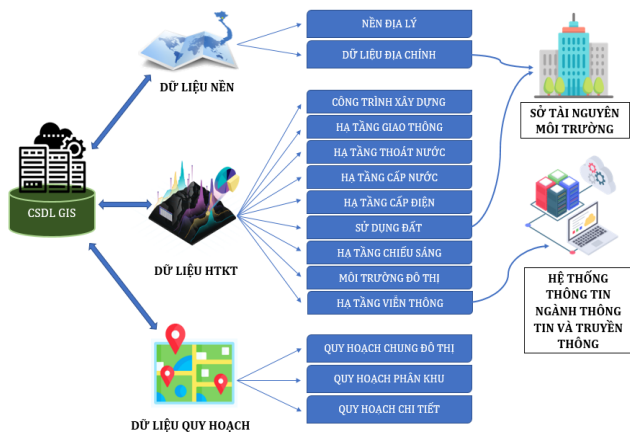 CSDL GIS
DỮ LIỆU NỀN
NỀN ĐỊA LÝ
DỮ LIỆU ĐỊA CHÍNH
DỮ LIỆU HTKT
CÔNG TRÌNH XÂY DỰNG
HẠ TẦNG GIAO THÔNG
HẠ TẦNG THOÁT NƯỚC
HẠ TẦNG CẤP NƯỚC
HẠ TẦNG CẤP ĐIỆN
SỬ DỤNG ĐẤT
HẠ TẦNG CHIẾU SÁNG
MÔI TRƯỜNG ĐÔ THỊ
HẠ TẦNG VIỄN THÔNG
DỮ LIỆU QUY HOẠCH
QUY HOẠCH CHUNG ĐÔ THỊ
QUY HOẠCH PHÂN KHU
QUY HOẠCH CHI TIẾT
SỞ TÀI NGUYÊN
MÔI TRƯỜNG
HỆ THỐNG
THÔNG TIN
NGÀNH THÔNG
TIN VÀ TRUYỀN
THÔNG